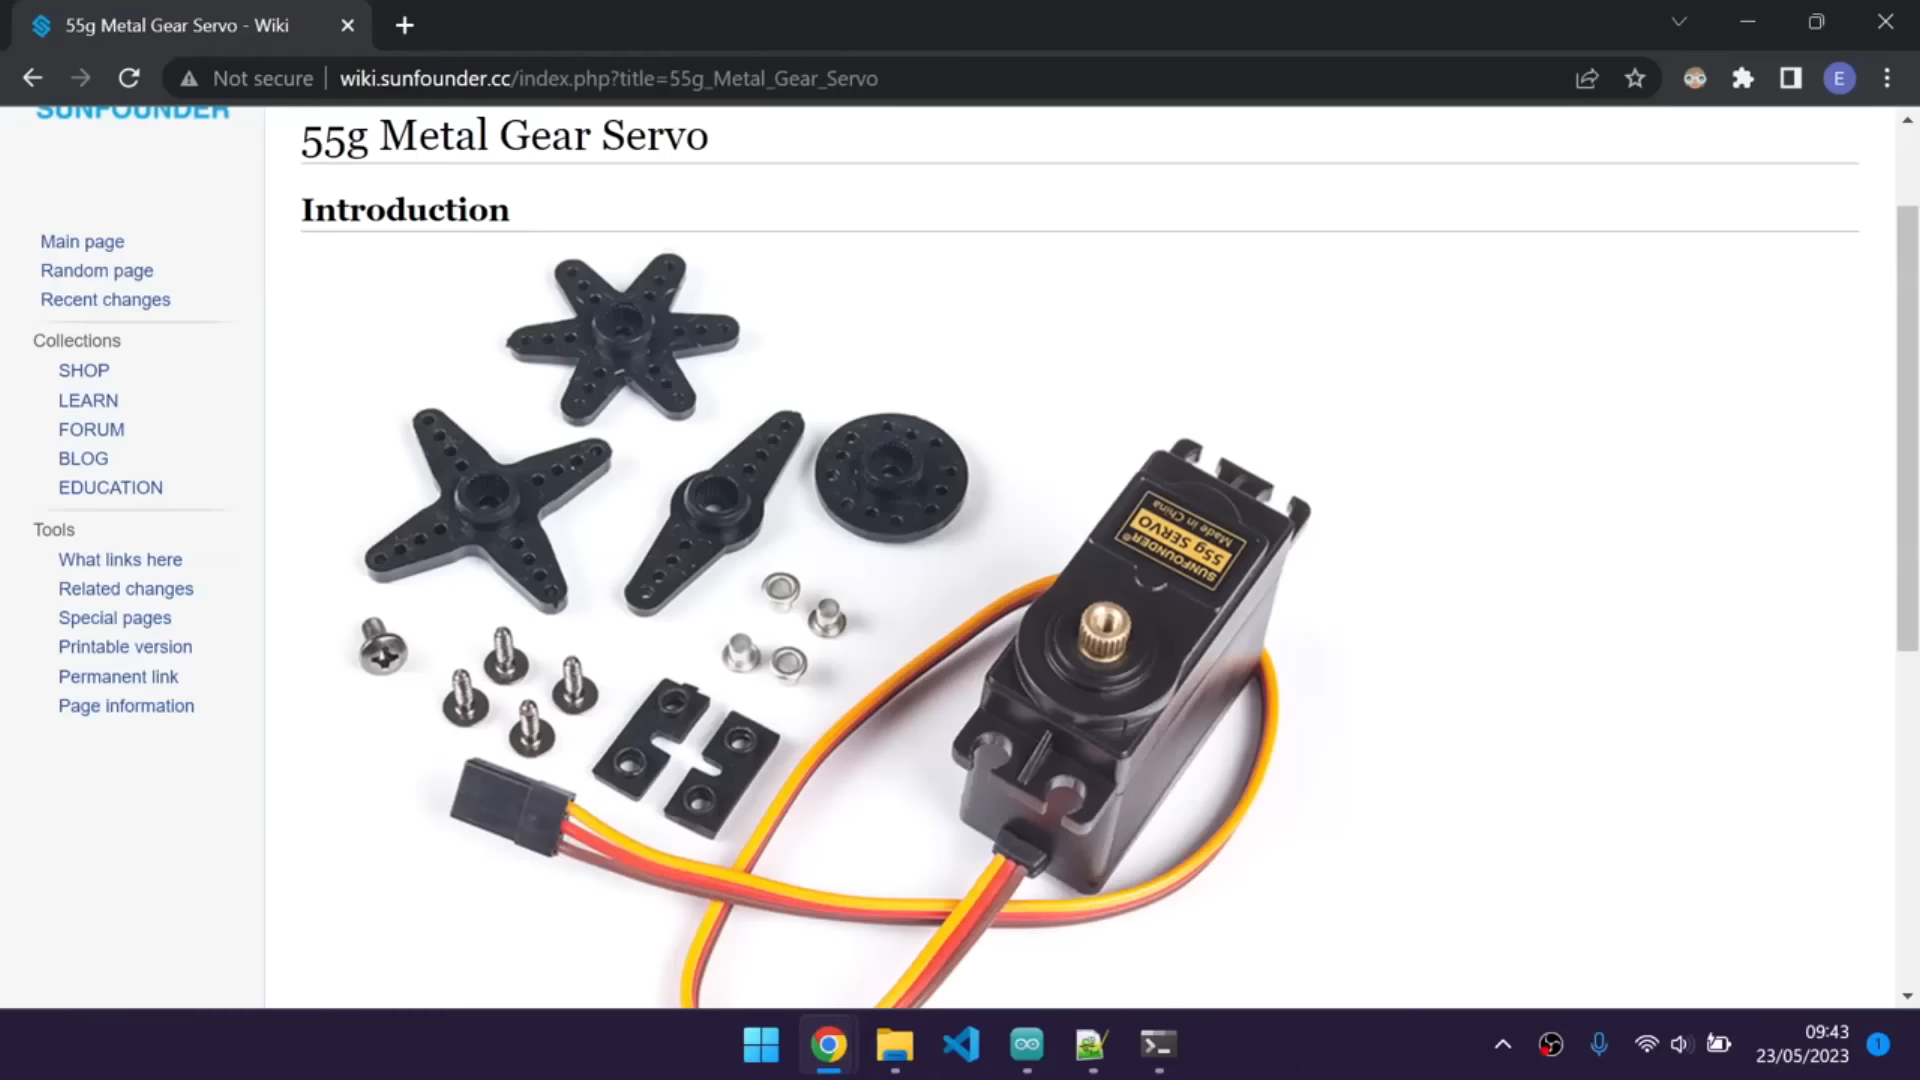 55g Metal Gear Servo - Wiki
Not secure
wiki.sunfounder.cc/index.php?title=55g_Metal_Gear_Servo
E
SUNFOUNDER
55g Metal Gear Servo
Introduction
Main page
Random page
Recent changes
Collections
SHOP
LEARN
FORUM
BLOG
EDUCATION
Tools
What links here
Related changes
Special pages
Printable version
Permanent link
Page information
SUNFOUNDER®
55g SERVO
Made in China
09:43
23/05/2023
1